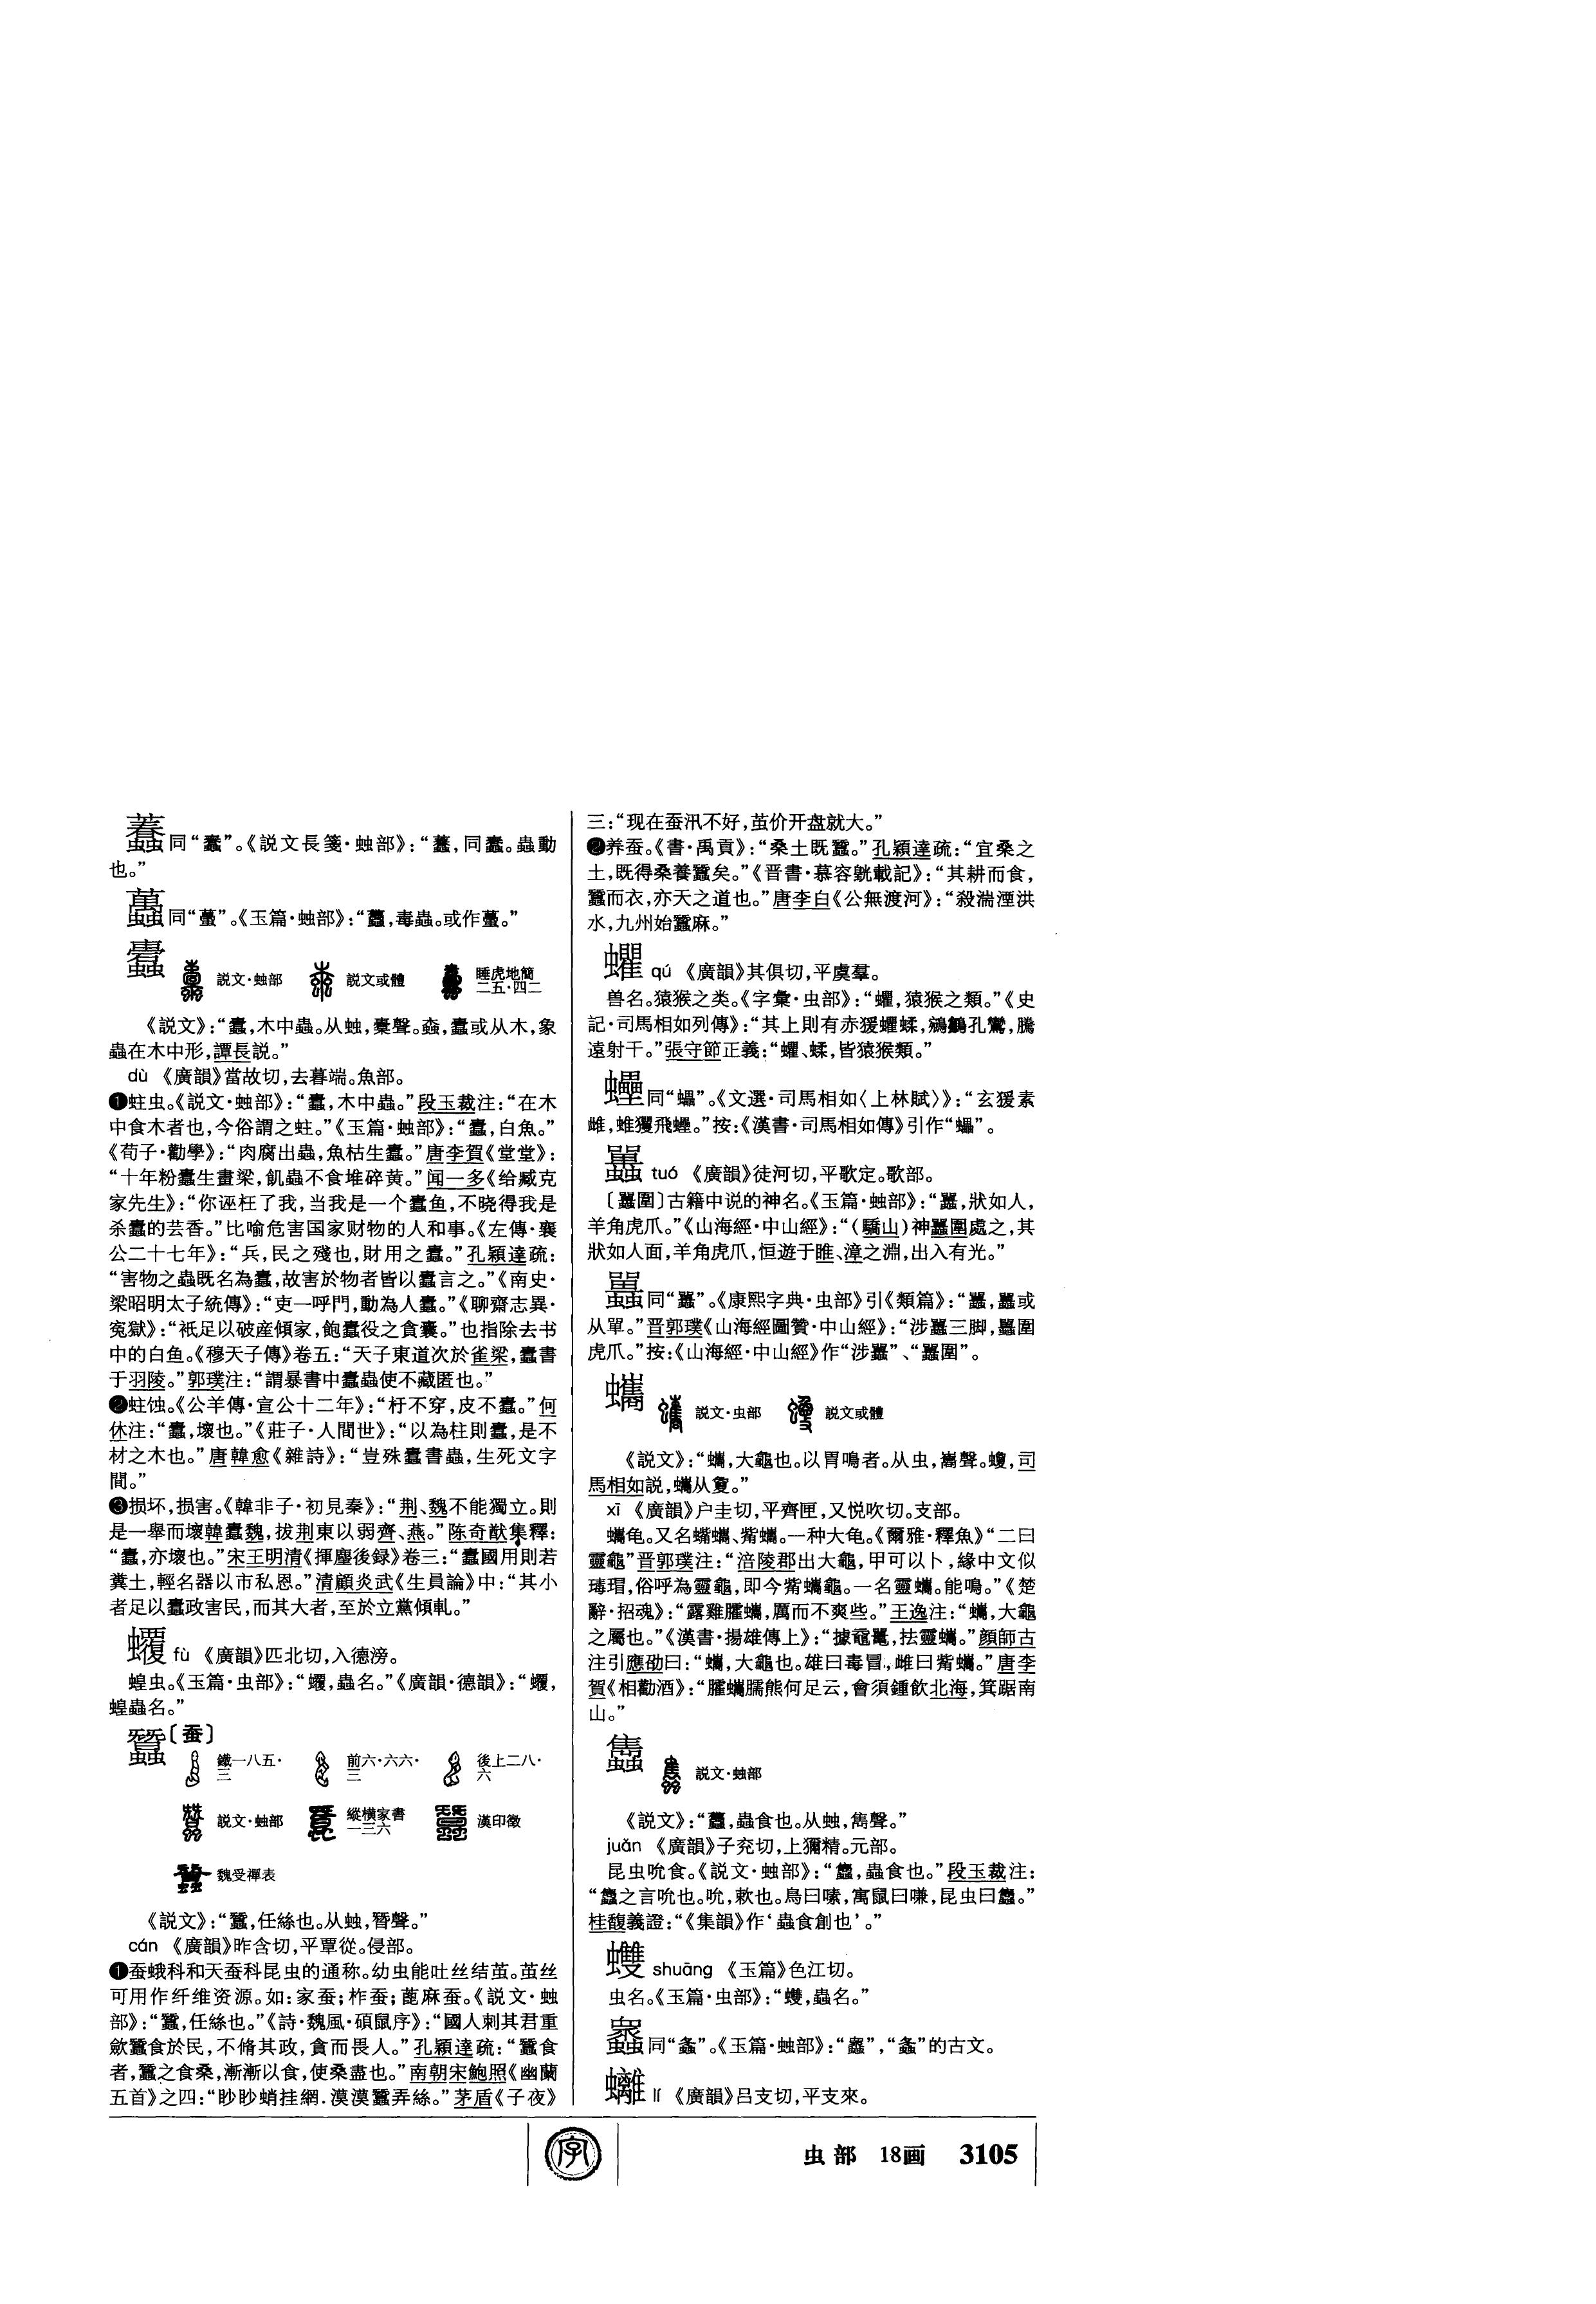 同“蠢”。《説文長箋·䖵部》：“
，同蠢。蟲動
也。”
同“蠆”。《玉篇·䖵部》：“
，毒蟲。或作蠆。”
蠹
説文·䖵部
説文或體
睡虎地簡
二五·四二
《説文》：“蠹，木中蟲。从䖵，橐聲。螙，蠹或从木，象
蟲在木中形，譚長説。”
dù 《廣韻》當故切，去暮端。魚部。
❶蛀虫。《説文·䖵部》：“蠹，木中蟲。”段玉裁注：“在木
中食木者也，今俗謂之蛀。”《玉篇·䖵部》：“蠹，白魚。”
《荀子·勸學》：“肉腐出蟲，魚枯生蠹。”唐李賀《堂堂》：
“十年粉蠹生畫梁，飢蟲不食堆碎黄。”闻一多《给臧克
家先生》：“你诬枉了我，当我是一个蠹鱼，不晓得我是
杀蠹的芸香。”比喻危害国家财物的人和事。《左傳·襄
公二十七年》：“兵，民之殘也，財用之蠹。”孔穎達疏：
“害物之蟲既名為蠹，故害於物者皆以蠹言之。”《南史·
梁昭明太子統傳》：“吏一呼門，動為人蠹。”《聊齋志異·
冤獄》：“衹足以破産傾家，飽蠹役之貪囊。”也指除去书
中的白鱼。《穆天子傳》卷五：“天子東道次於雀梁，蠹書
于羽陵。”郭璞注：“謂暴書中蠹蟲使不藏匿也。”
❷蛀蚀。《公羊傳·宣公十二年》：“杅不穿，皮不蠹。”何
休注：“蠹，壞也。”《莊子·人間世》：“以為柱則蠹，是不
材之木也。”唐韓愈《雜詩》：“豈殊蠹書蟲，生死文字
間。”
❸损坏，损害。《韓非子·初見秦》：“荆、魏不能獨立。則
是一舉而壞韓蠹魏，拔荆東以弱齊、燕。”陈奇猷集釋：
“蠹，亦壞也。”宋王明清《揮塵後録》卷三：“蠹國用則若
糞土，輕名器以市私恩。”清顧炎武《生員論》中：“其小
者足以蠹政害民，而其大者，至於立黨傾軋。”
fù 《廣韻》匹北切，入德滂。
蝗虫。《玉篇·虫部》：“
，蟲名。”《廣韻·德韻》：“
，
蝗蟲名。”
蠶〔蚕〕
鐵一八五·
三
前六·六六·
三
後上二八·
六
説文·䖵部
縱横家書
一三六
漢印徵
魏受禪表
《説文》：“蠶，任絲也。从䖵，朁聲。”
cán 《廣韻》昨含切，平覃從。侵部。
❶蚕蛾科和天蚕科昆虫的通称。幼虫能吐丝结茧。茧丝
可用作纤维资源。如：家蚕；柞蚕；蓖麻蚕。《説文·䖵
部》：“蠶，任絲也。”《詩·魏風·碩鼠序》：“國人刺其君重
斂蠶食於民，不脩其政，貪而畏人。”孔穎達疏：“蠶食
者，蠶之食桑，漸漸以食，使桑盡也。”南朝宋鮑照《幽蘭
五首》之四：“眇眇蛸挂網，漠漠蠶弄絲。”茅盾《子夜》
三：“现在蚕汛不好，茧价开盘就大。”
❷养蚕。《書·禹貢》：“桑土既蠶。”孔穎達疏：“宜桑之
土，既得桑養蠶矣。”《晋書·慕容皝載記》：“其耕而食，
蠶而衣，亦天之道也。”唐李白《公無渡河》：“殺湍湮洪
水，九州始蠶麻。”
蠷 qú 《廣韻》其俱切，平虞羣。
兽名。猿猴之类。《字彙·虫部》：“蠷，猿猴之類。”《史
記·司馬相如列傳》：“其上則有赤猨蠷蝚，鵷鶵孔鸞，騰
遠射干。”張守節正義：“蠷、蝚，皆猿猴類。”
同“蠝”。《文選·司馬相如〈上林賦〉》：“玄猨素
雌，蜼玃飛
。”按：《漢書·司馬相如傳》引作“蠝”。
tuó 《廣韻》徒河切，平歌定。歌部。
〔
圍〕古籍中说的神名。《玉篇·䖵部》：“
，狀如人，
羊角虎爪。”《山海經·中山經》：“（驕山）神
圍處之，其
狀如人面，羊角虎爪，恒遊于雎、漳之淵，出入有光。”
同“
”。《康熙字典·虫部》引《類篇》：“
或
从單。”晋郭璞《山海經圖贊·中山經》：“涉
三脚，
圍
虎爪。”按：《山海經·中山經》作“涉
”、“
圍”。
蠵
説文·虫部
説文或體
《説文》：“蠵，大龜也。以胃鳴者。从虫，巂聲。
，司
馬相如説，蠵从敻。”
xī 《廣韻》户圭切，平齊匣，又悦吹切。支部。
蠵龟。又名蟕蠵、觜蠵。一种大龟。《爾雅·釋魚》“二曰
靈龜”晋郭璞注：“涪陵郡出大龜，甲可以卜，緣中文似
瑇瑁，俗呼為靈龜，即今觜蠵龜。一名靈蠵。能鳴。”《楚
辭·招魂》：“露雞臛蠵，厲而不爽些。”王逸注：“蠵，大龜
之屬也。”《漢書·揚雄傳上》：“據黿鼉，抾靈蠵。”顔師古
注引應劭曰：“蠵，大龜也。雄曰毒冒，雌曰觜蠵。”唐李
賀《相勸酒》：“臛蠵臑熊何足云，會須鍾飲北海，箕踞南
山。”
蠲
説文·䖵部
《説文》：“
，蟲食也。从䖵，雋聲。”
juǎn 《廣韻》子兖切，上獮精。元部。
昆虫吮食。《説文·䖵部》：“
，蟲食也。”段玉裁注：
“
之言吮也。吮，欶也。鳥曰嗉，寓鼠曰嗛，昆虫曰
。”
桂馥義證：“《集韻》作‘蟲食創也’。”
shuāng 《玉篇》色江切。
虫名。《玉篇·虫部》：“
，蟲名。”
同“螽”。《玉篇·䖵部》：“
”，“螽”的古文。
lí 《廣韻》吕支切，平支來。
字
虫部 18画 3105